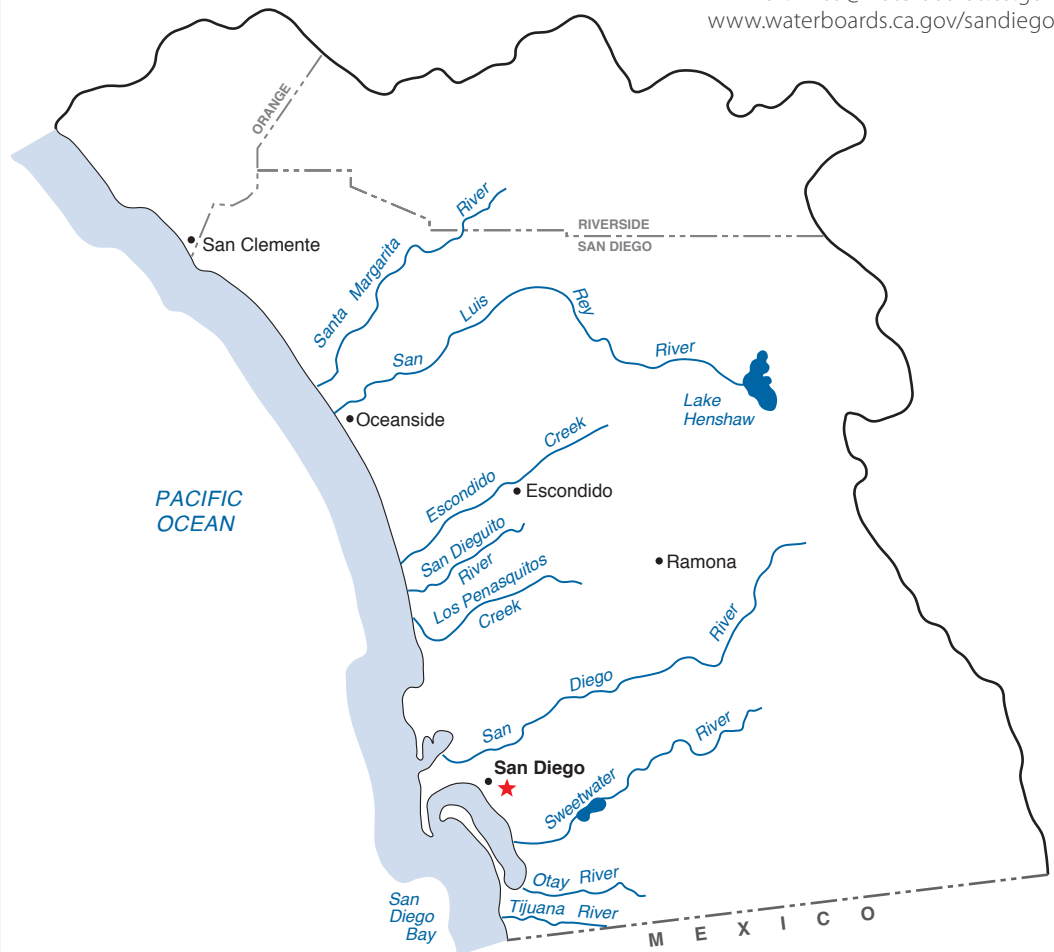 www.waterboards.ca.gov/sandiego
ORANGE
River
RIVERSIDE
SAN DIEGO
San Clemente
Santa Margarita
Rey
Luis
San
River
Lake
Henshaw
Oceanside
Creek
Escondido
Escondido
PACIFIC
OCEAN
San Dieguito
River
Ramona
Los Penasquitos
Creek
River
Diego
San
River
San Diego
Sweetwater
Otay River
San
Diego
Bay
Tijuana River
MEXICO